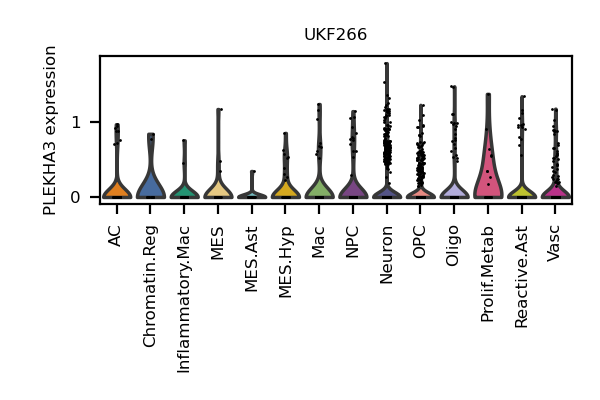 UKF266
PLEKHA3 expression
1
0
AC
Chromatin.Reg
Inflammatory.Mac
MES
MES.Ast
MES.Hyp
Mac
NPC
Neuron
OPC
Oligo
Prolif.Metab
Reactive.Ast
Vasc